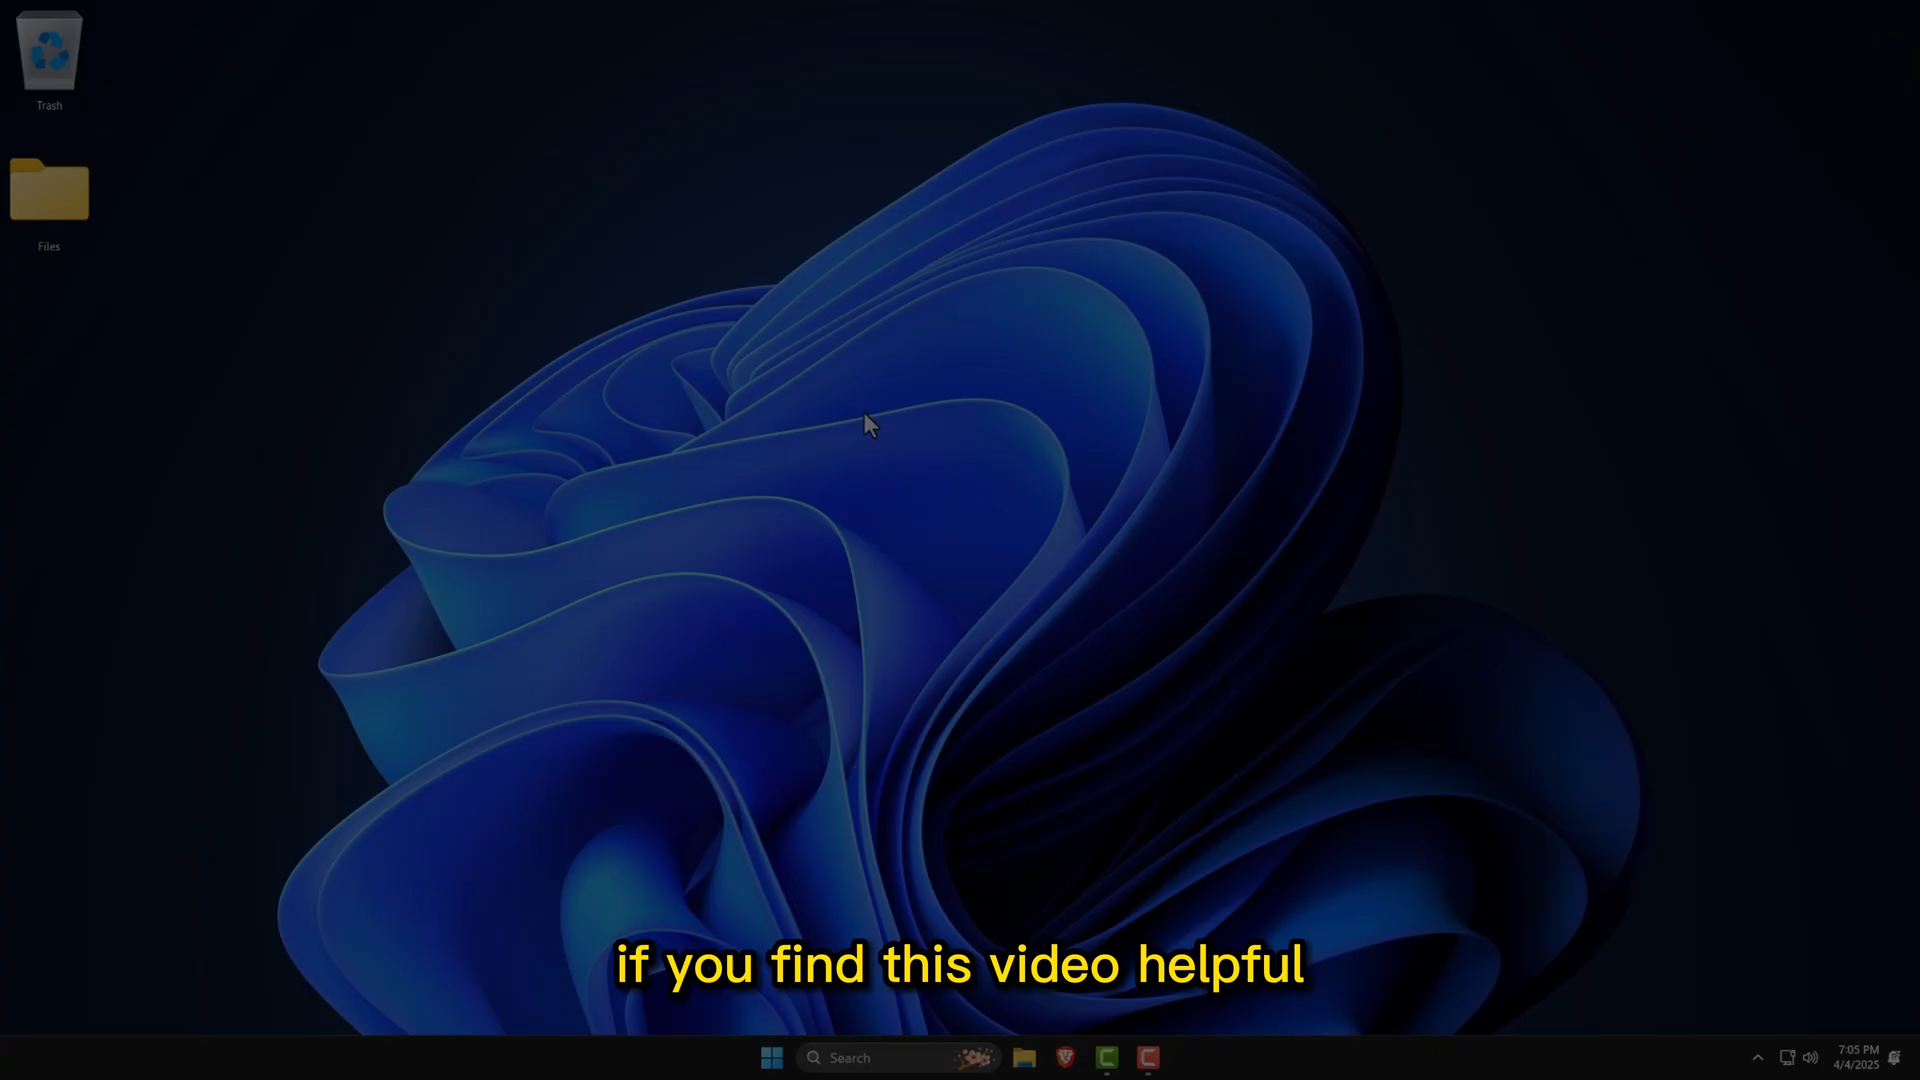 Trash
Files
if you find this video helpful
Search
7:05 PM
4/4/2025